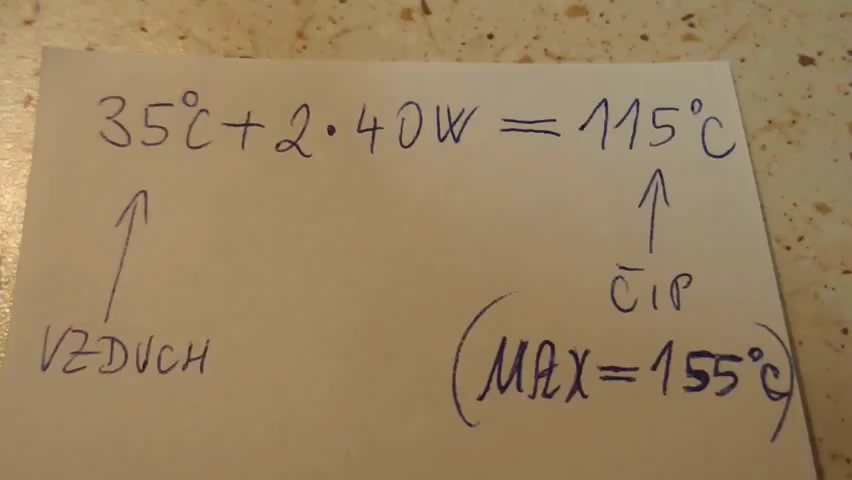 35°C + 2 · 40W = 115°C
VZDUCH
ČIP
(MAX = 155°C)